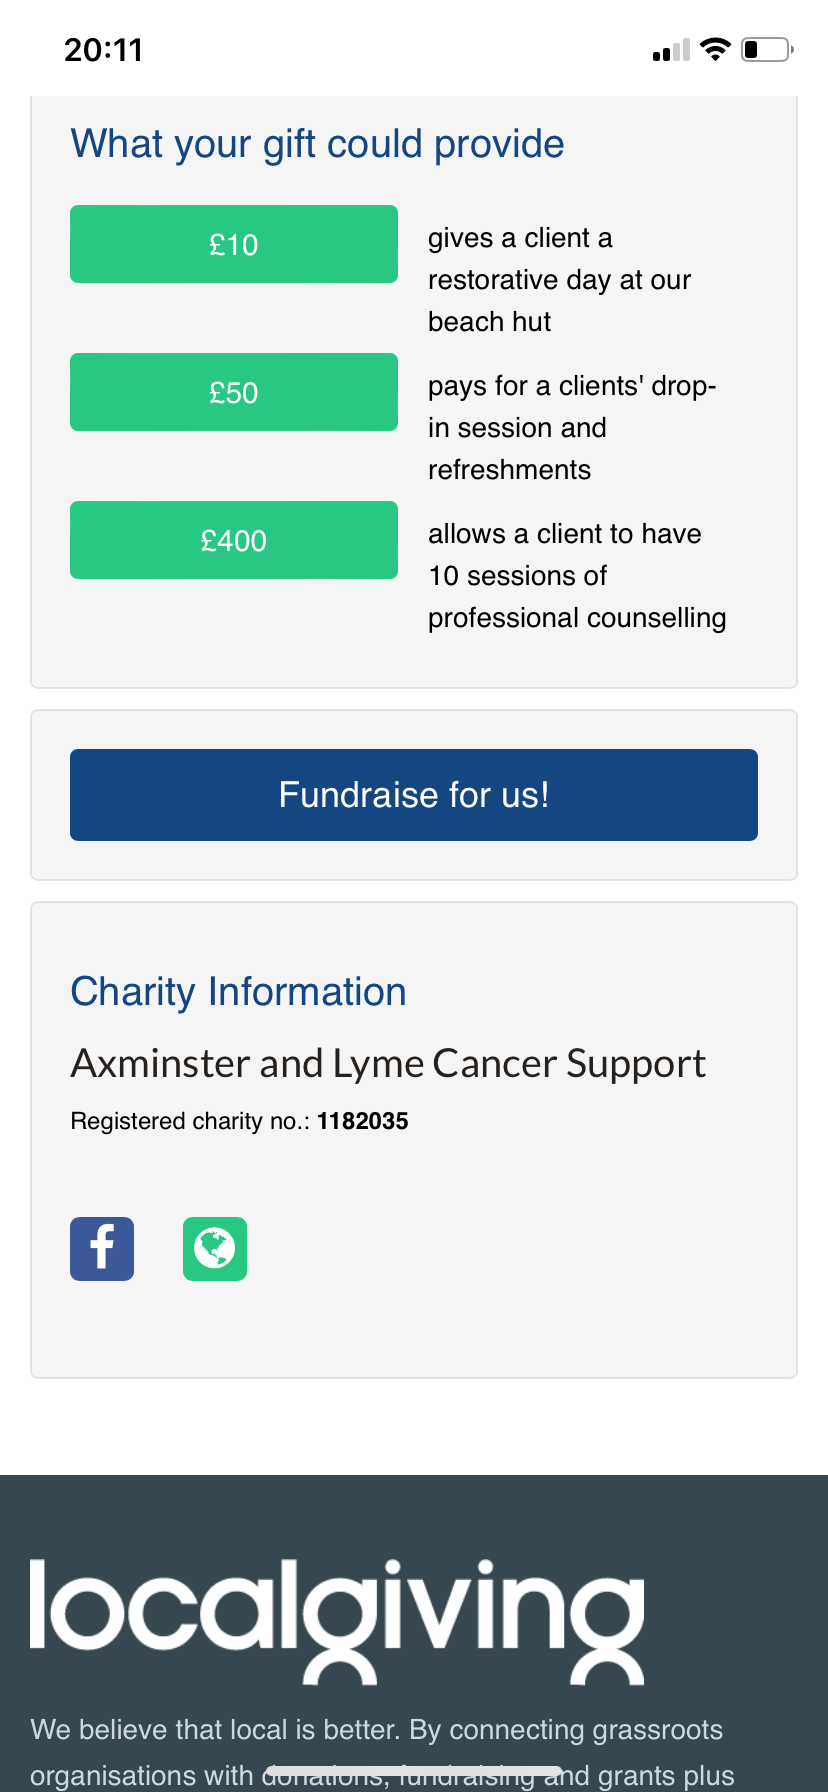 20:11
What your gift could provide
£10
gives a client a
restorative day at our
beach hut
£50
pays for a clients' drop-
in session and
refreshments
£400
allows a client to have
10 sessions of
professional counselling
Fundraise for us!
Charity Information
Axminster and Lyme Cancer Support
Registered charity no.: 1182035
f
localgiving
We believe that local is better. By connecting grassroots
organisations with donations, fundraising and grants plus